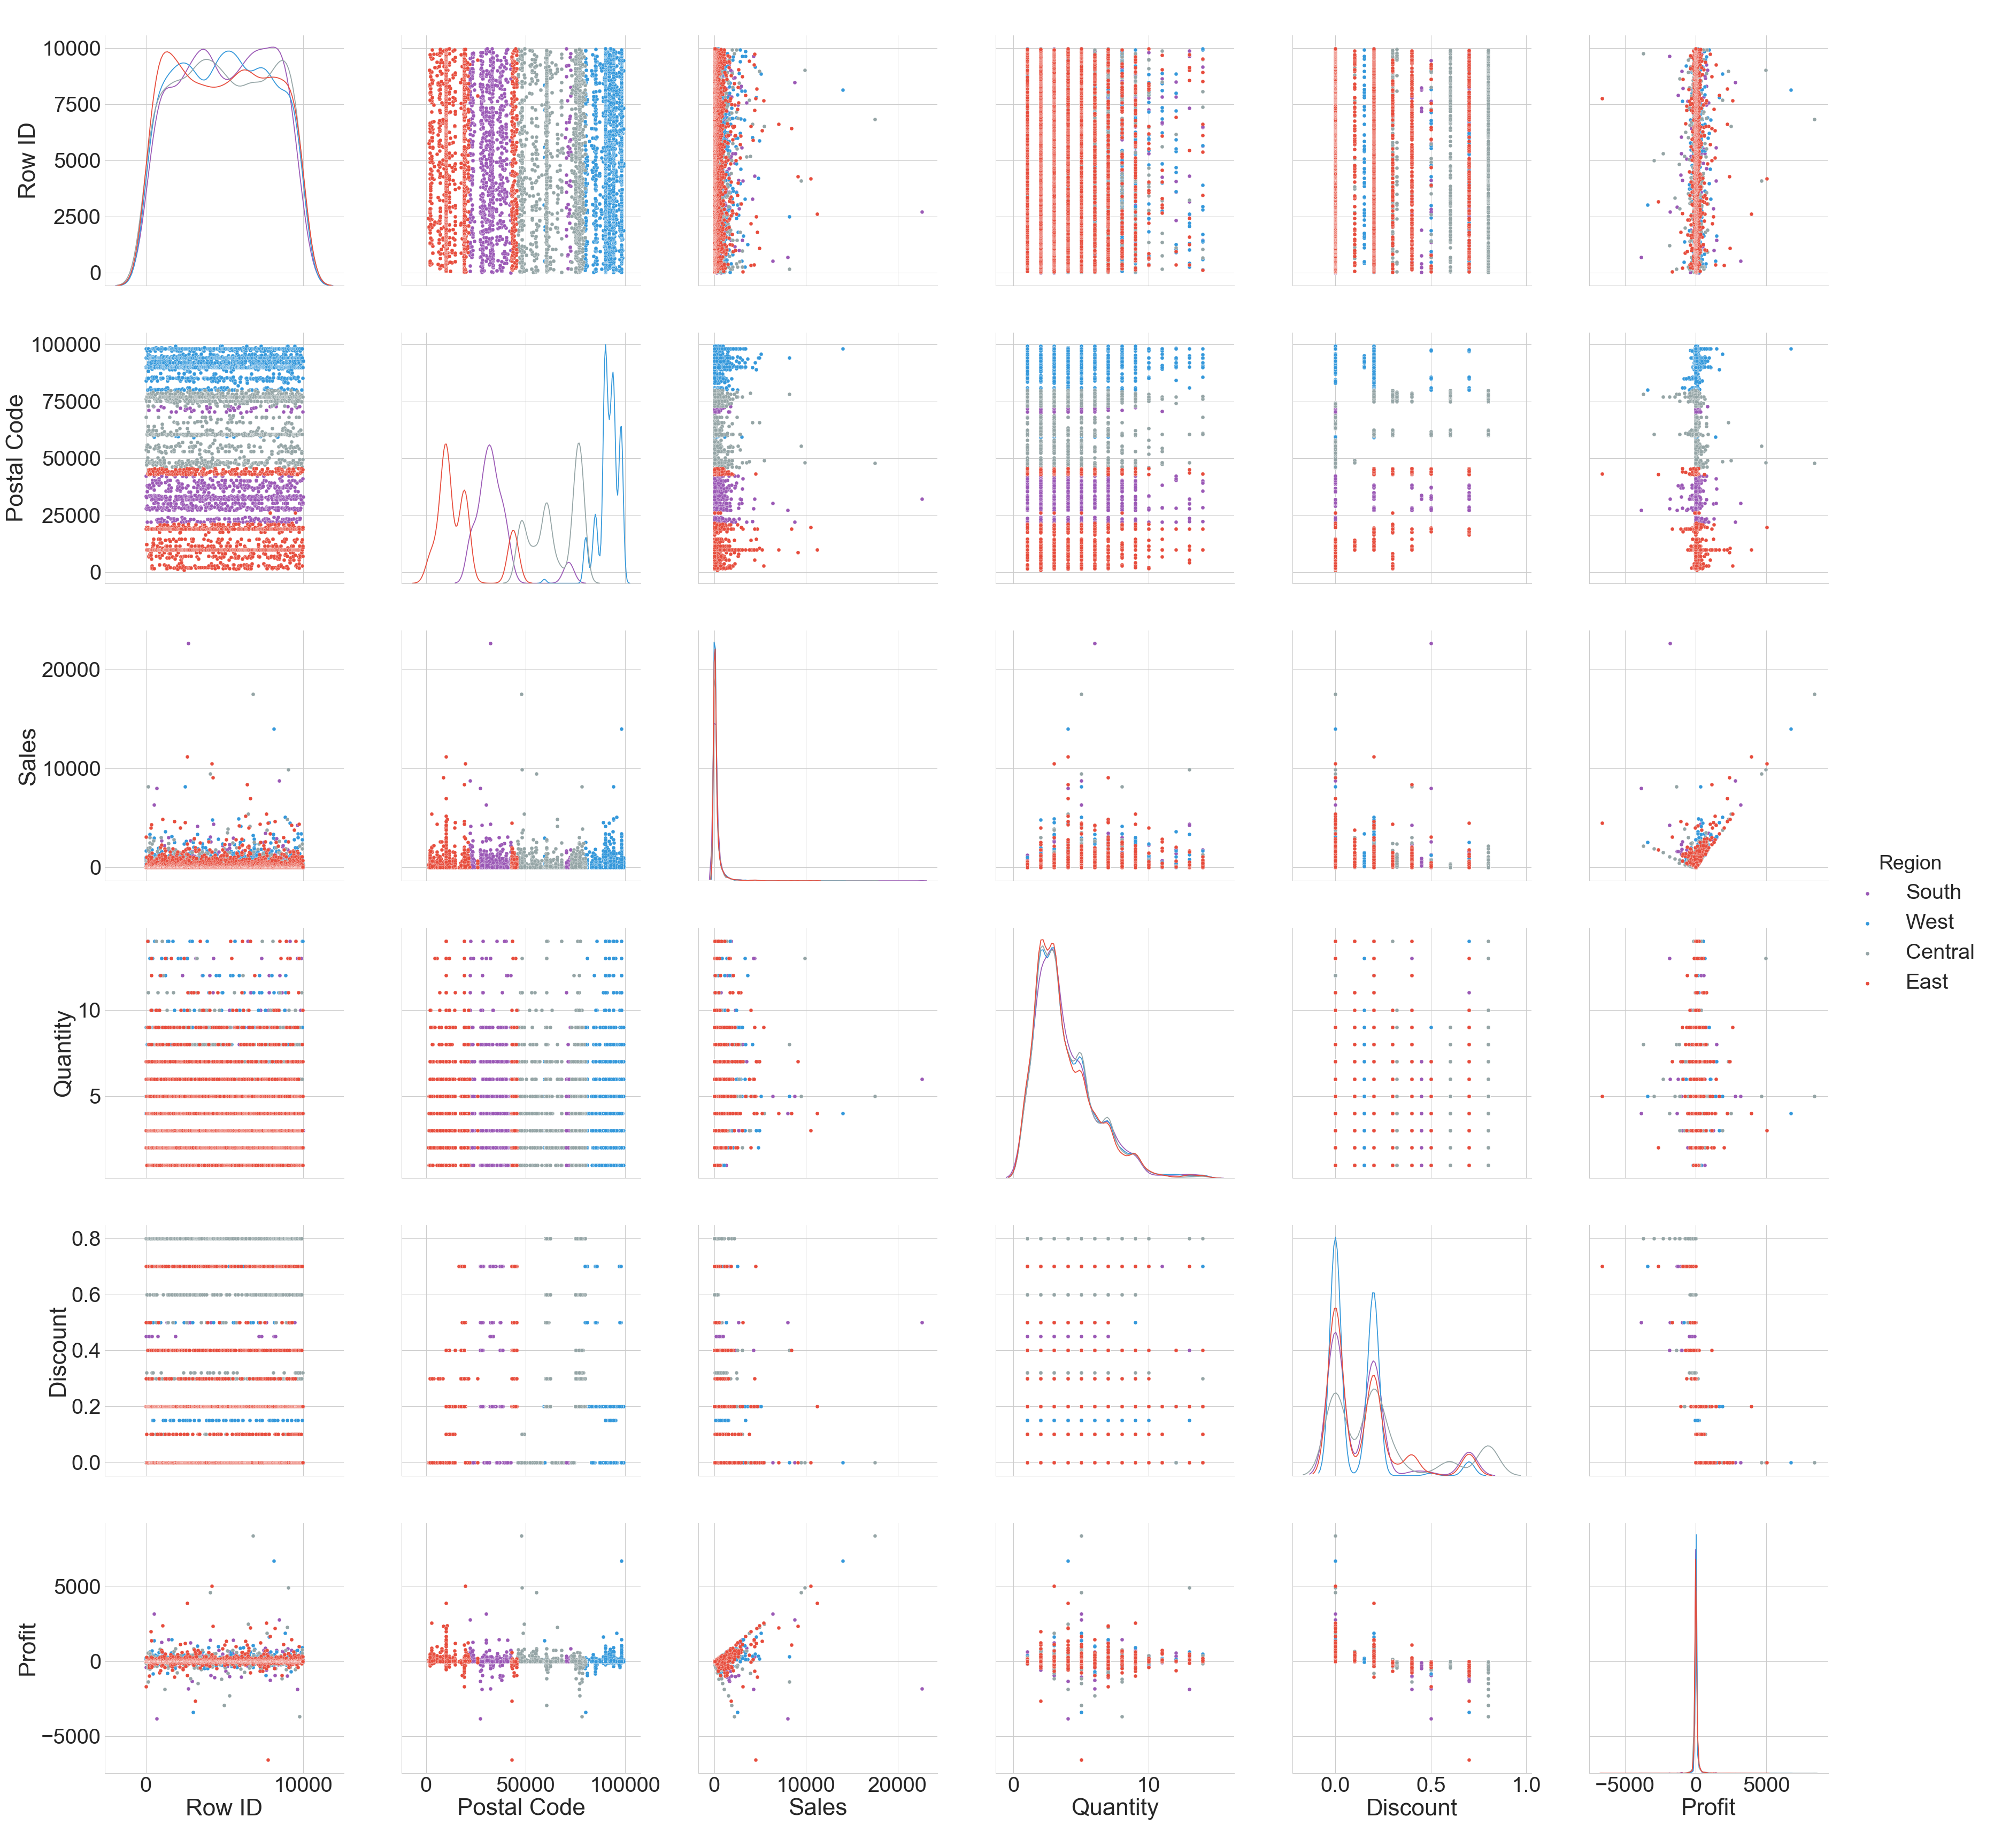 10000
7500
5000
2500
0
Row ID
100000
75000
50000
25000
0
Postal Code
20000
10000
0
Sales
Region
South
West
Central
East
10
5
Quantity
0.8
0.6
0.4
0.2
0.0
Discount
5000
0
−5000
Profit
0 10000 0 50000 100000 0 10000 20000 0 10 0.0 0.5 1.0 −5000 0 5000
Row ID Postal Code Sales Quantity Discount Profit